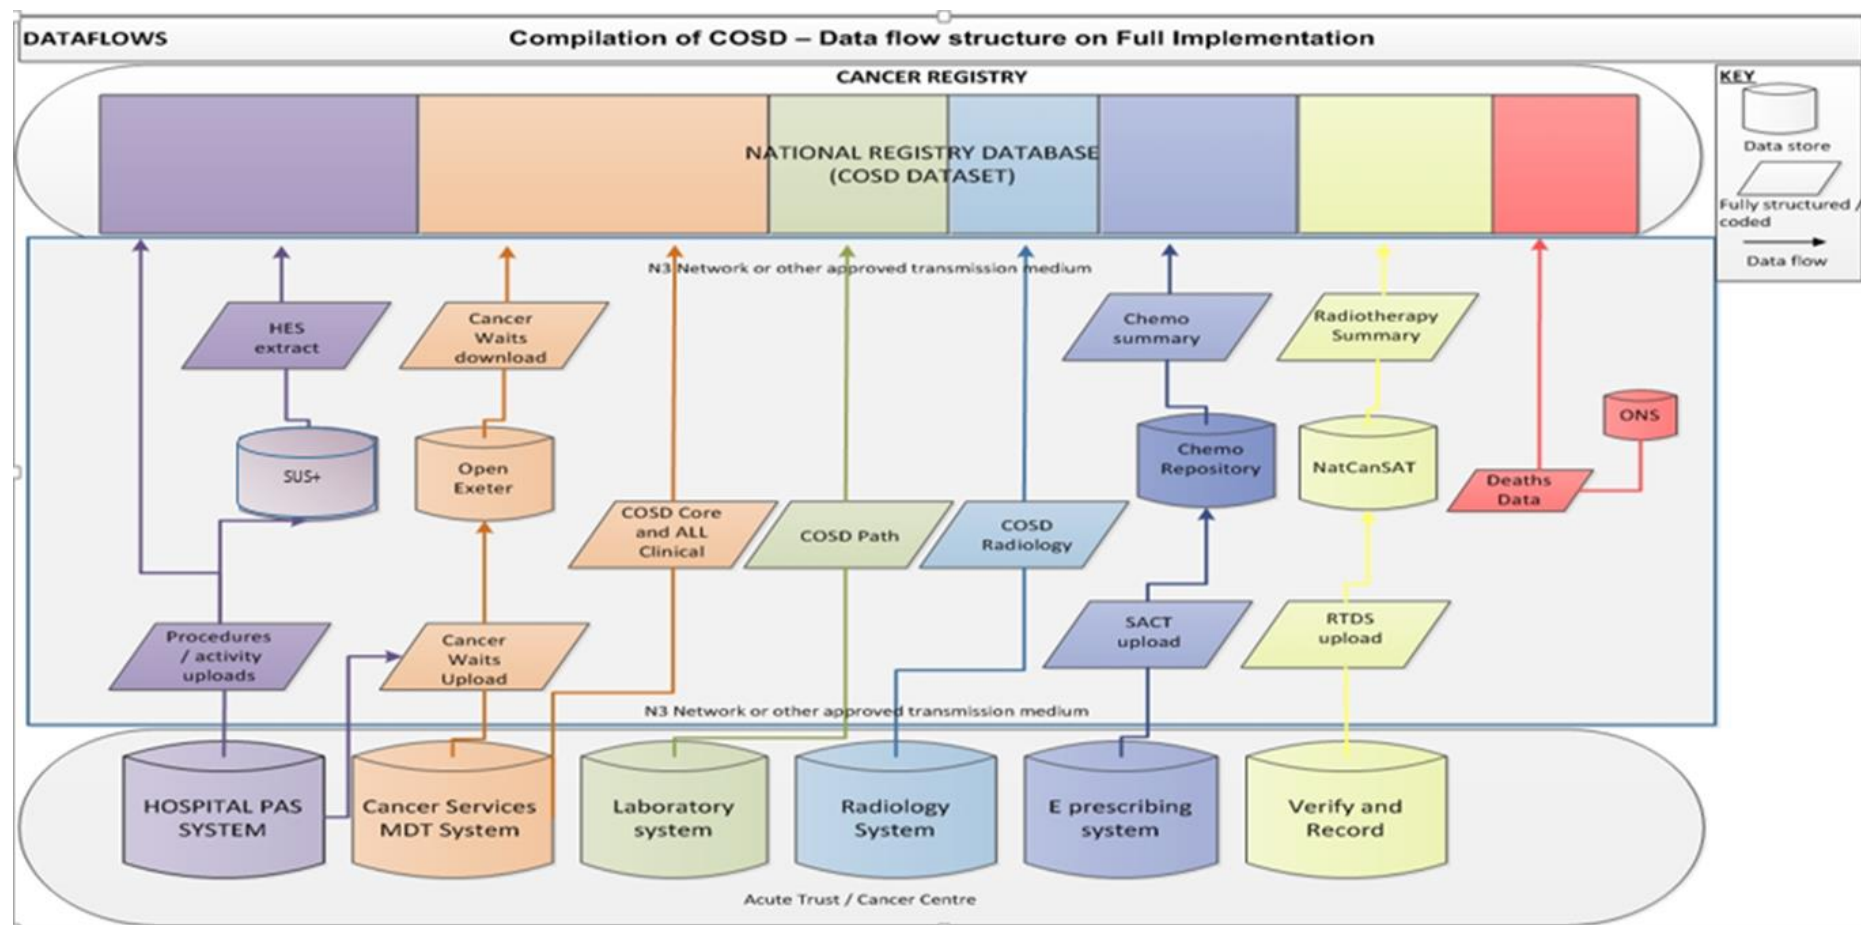 DATAFLOWS
Compilation of COSD – Data flow structure on Full Implementation
CANCER REGISTRY
NATIONAL REGISTRY DATABASE
(COSD DATASET)
KEY
Data store
Fully structured /
coded
Data flow
N3 Network or other approved transmission medium
HES
extract
Cancer
Waits
download
Chemo
summary
Radiotherapy
Summary
SUS+
Open
Exeter
Chemo
Repository
NatCanSAT
ONS
Deaths
Data
COSD Core
and ALL
Clinical
COSD Path
COSD
Radiology
Procedures
/ activity
uploads
Cancer
Waits
Upload
SACT
upload
RTDS
upload
N3 Network or other approved transmission medium
HOSPITAL PAS
SYSTEM
Cancer Services
MDT System
Laboratory
system
Radiology
System
E prescribing
system
Verify and
Record
Acute Trust / Cancer Centre